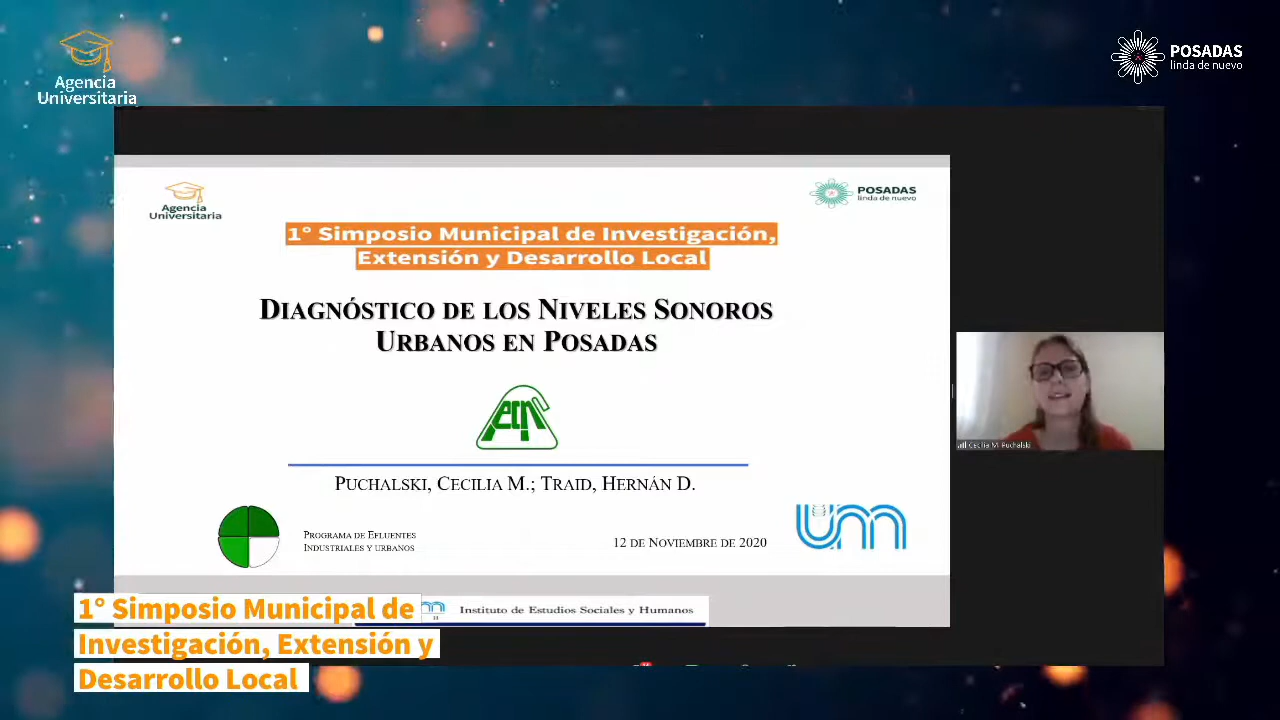 Agencia
Universitaria
POSADAS
linda de nuevo
Agencia
Universitaria
POSADAS
linda de nuevo
1° Simposio Municipal de Investigación,
Extensión y Desarrollo Local
DIAGNÓSTICO DE LOS NIVELES SONOROS
URBANOS EN POSADAS
PUCHALSKI, CECILIA M.; TRAID, HERNÁN D.
PROGRAMA DE EFLUENTES
INDUSTRIALES Y URBANOS
12 DE NOVIEMBRE DE 2020
Cecilia M. Puchalski
Instituto de Estudios Sociales y Humanos
1° Simposio Municipal de
Investigación, Extensión y
Desarrollo Local